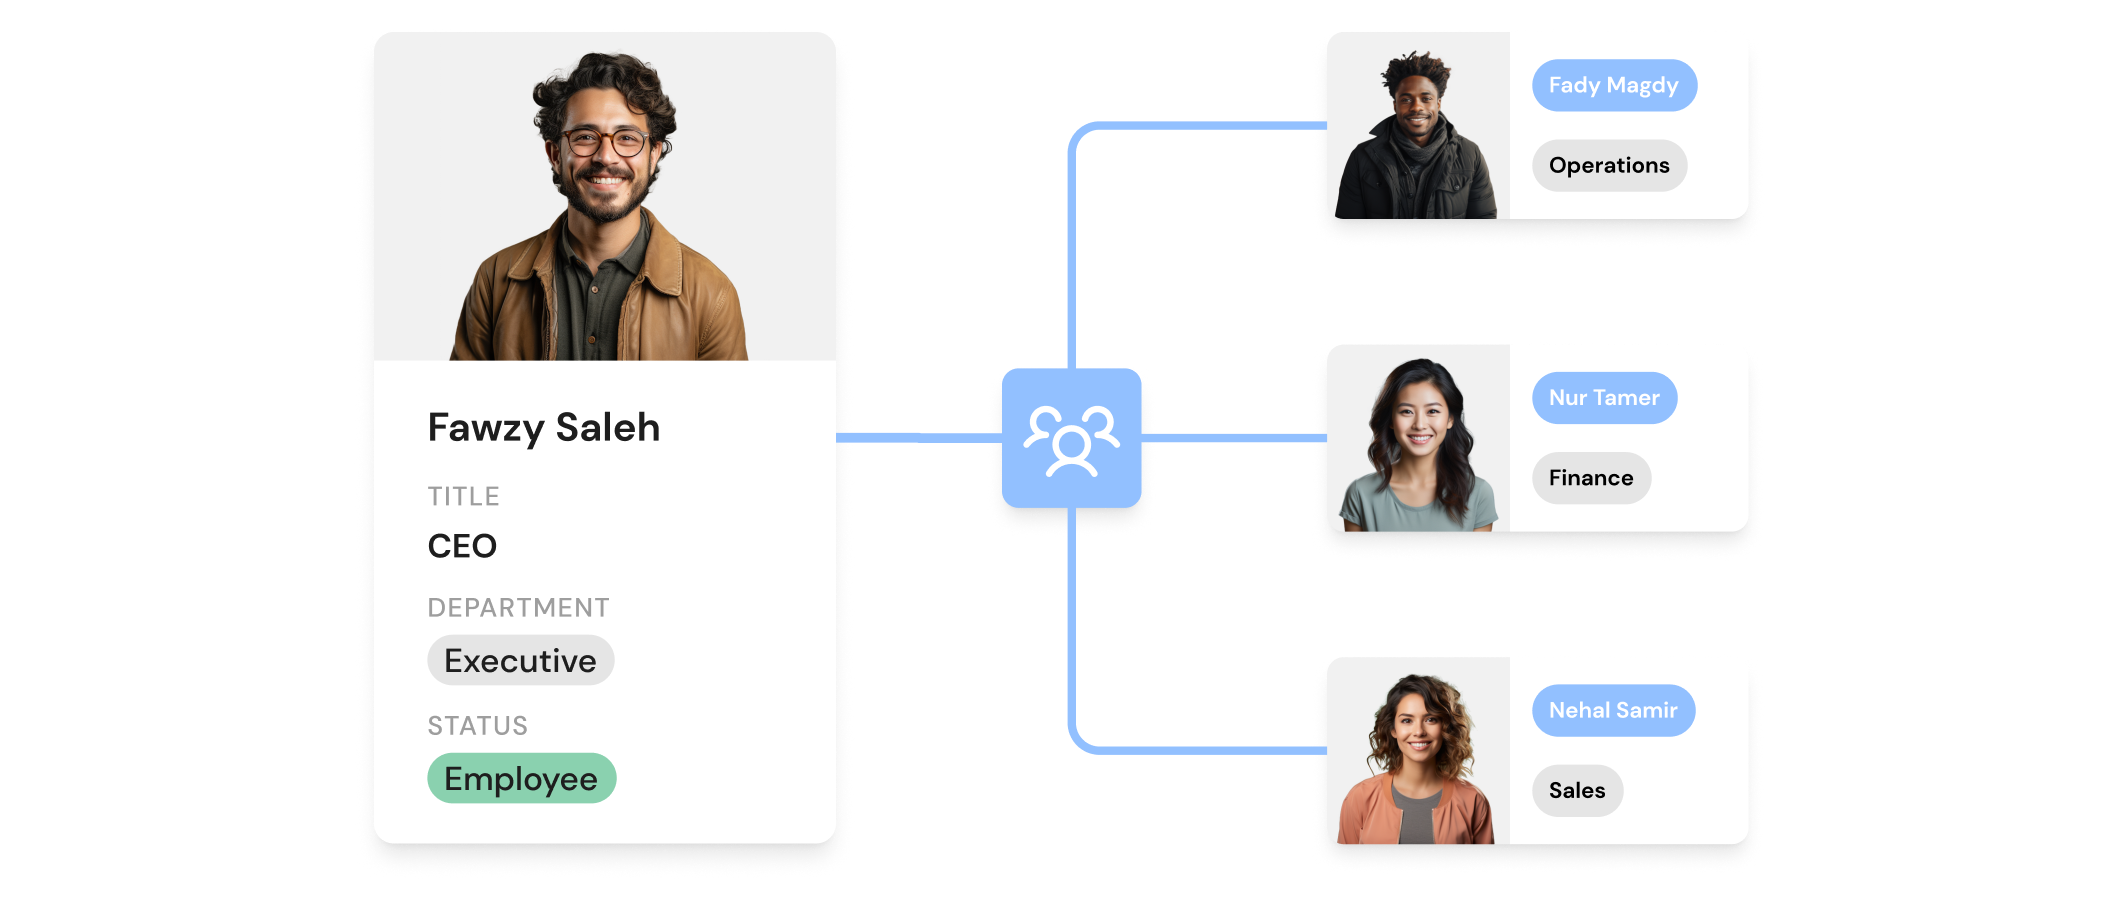 Fawzy Saleh
TITLE
CEO
DEPARTMENT
Executive
STATUS
Employee
Fady Magdy
Operations
Nur Tamer
Finance
Nehal Samir
Sales